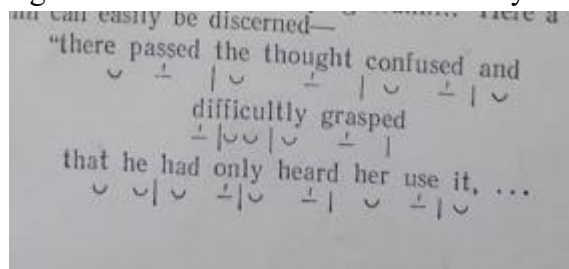 can easily be discerned—
"there passed the thought confused and
difficultly grasped
that he had only heard her use it, ...